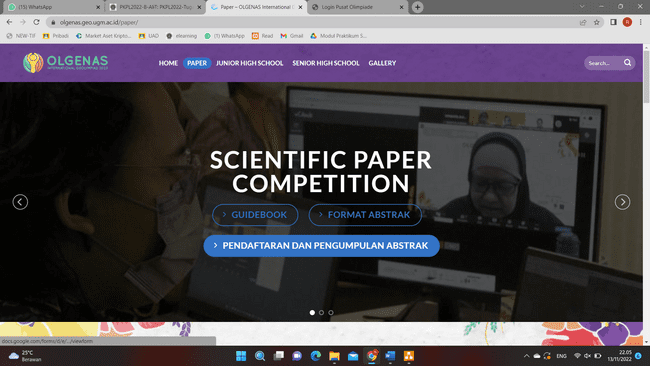 (15) WhatsApp
PKPL2022-B-ART: PKPL2022-Tug
Paper – OLGENAS International
Login Pusat Olimpiade
olgenas.geo.ugm.ac.id/paper/
NEW-TIF
Pribadi
Market Aset Kripto...
UAD
elearning
(1) WhatsApp
Read
Gmail
Modul Praktikum S...
OLGENAS
HOME
PAPER
JUNIOR HIGH SCHOOL
SENIOR HIGH SCHOOL
GALLERY
Search...
SCIENTIFIC PAPER
COMPETITION
GUIDEBOOK
FORMAT ABSTRAK
PENDAFTARAN DAN PENGUMPULAN ABSTRAK
docs.google.com/forms/d/e/.../viewform
25°C
Berawan
ENG
22.05
13/11/2022